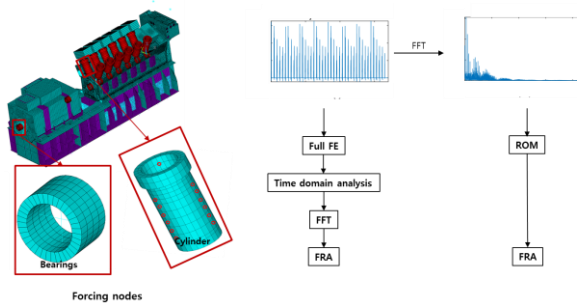 FFT
Full FE
ROM
Time domain analysis
FFT
FRA
FRA
Bearings
Cylinder
Forcing nodes